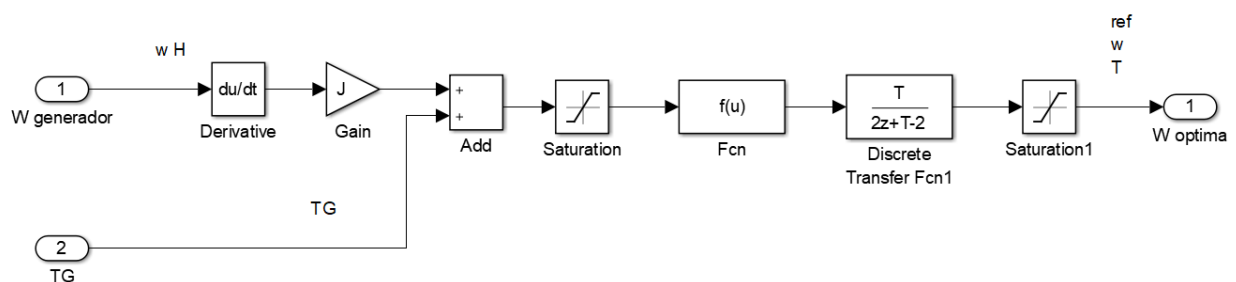 ref
w
T
w H
1
W generador
du/dt
Derivative
J
Gain
+
+
Add
Saturation
f(u)
Fcn
T
2z+T-2
Discrete
Transfer Fcn1
Saturation1
1
W optima
TG
2
TG